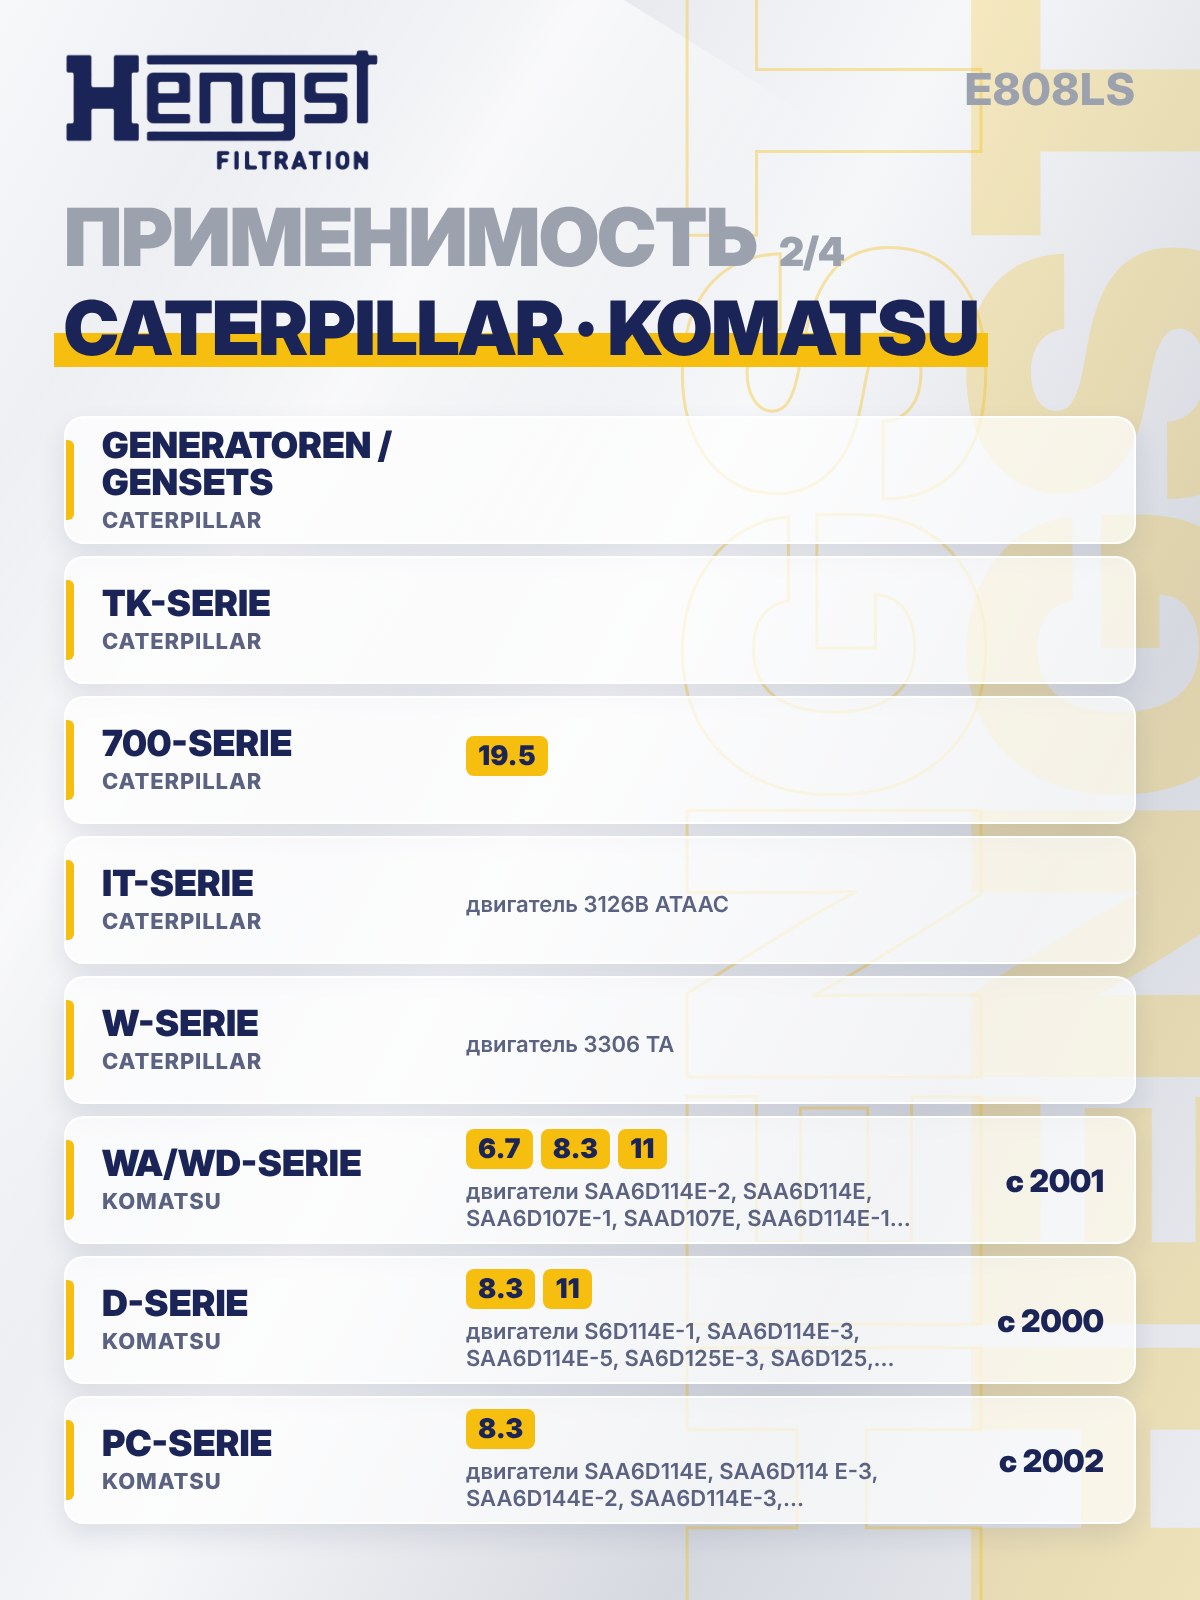 Hengst
FILTRATION
E808LS
ПРИМЕНИМОСТЬ 2/4
CATERPILLAR · KOMATSU
GENERATOREN /
GENSETS
CATERPILLAR
TK-SERIE
CATERPILLAR
700-SERIE
CATERPILLAR
19.5
IT-SERIE
CATERPILLAR
двигатель 3126B ATAAC
W-SERIE
CATERPILLAR
двигатель 3306 TA
WA/WD-SERIE
KOMATSU
6.7 8.3 11
двигатели SAA6D114E-2, SAA6D114E,
SAA6D107E-1, SAAD107E, SAA6D114E-1...
с 2001
D-SERIE
KOMATSU
8.3 11
двигатели S6D114E-1, SAA6D114E-3,
SAA6D114E-5, SA6D125E-3, SA6D125,...
с 2000
PC-SERIE
KOMATSU
8.3
двигатели SAA6D114E, SAA6D114 E-3,
SAA6D144E-2, SAA6D114E-3,...
с 2002
HENGST
HENGST